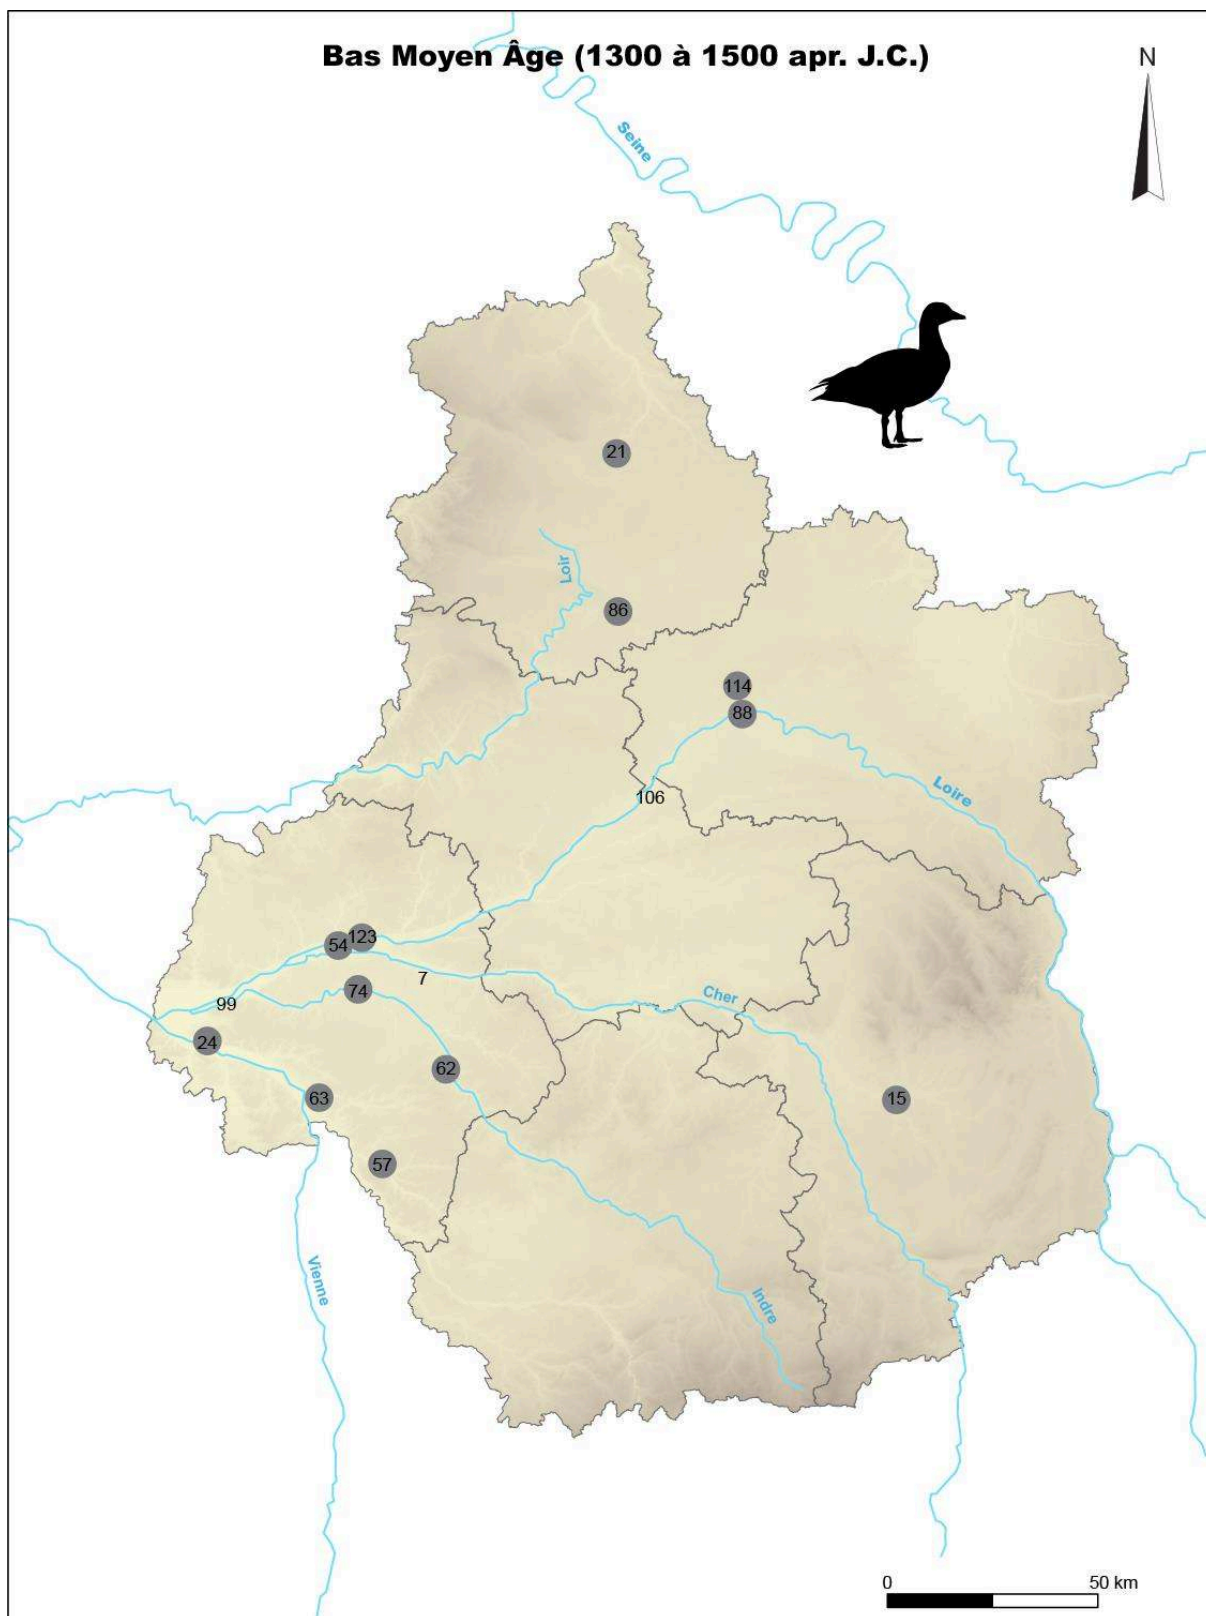 Bas Moyen Âge (1300 à 1500 apr. J.C.)
N
Seine
21
Loir
86
114
88
Loire
106
123
54
7
74
99
Cher
24
62
63
15
57
Vienne
Indre
0 50 km